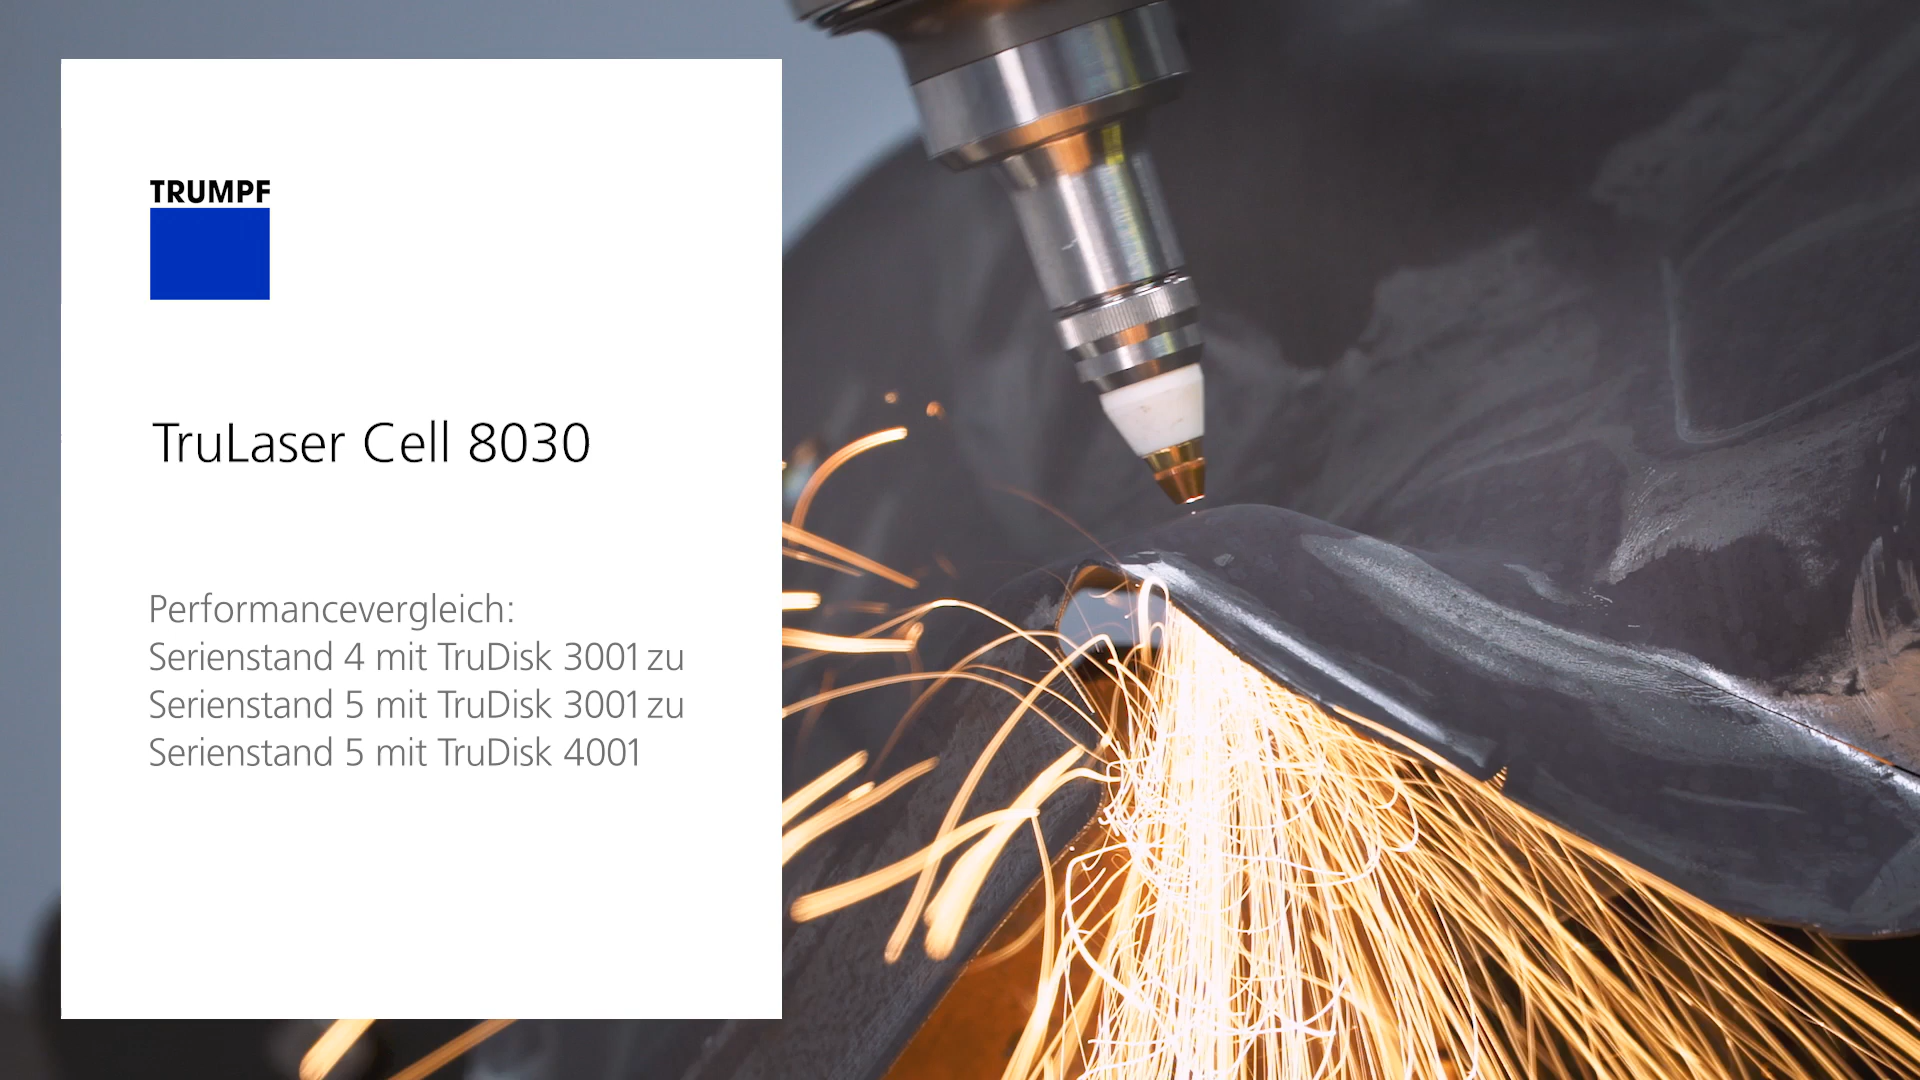 TRUMPF
TruLaser Cell 8030
Performancevergleich:
Serienstand 4 mit TruDisk 3001 zu
Serienstand 5 mit TruDisk 3001 zu
Serienstand 5 mit TruDisk 4001